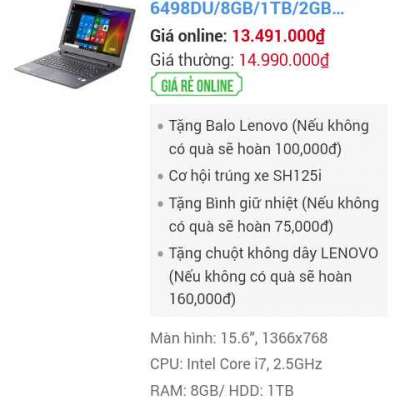 6498DU/8GB/1TB/2GB...
Giá online: 13.491.000₫
Giá thường: 14.990.000₫
GIÁ RẺ ONLINE
• Tặng Balo Lenovo (Nếu không
có quà sẽ hoàn 100,000đ)
• Cơ hội trúng xe SH125i
• Tặng Bình giữ nhiệt (Nếu không
có quà sẽ hoàn 75,000đ)
• Tặng chuột không dây LENOVO
(Nếu không có quà sẽ hoàn
160,000đ)
Màn hình: 15.6”, 1366x768
CPU: Intel Core i7, 2.5GHz
RAM: 8GB/ HDD: 1TB